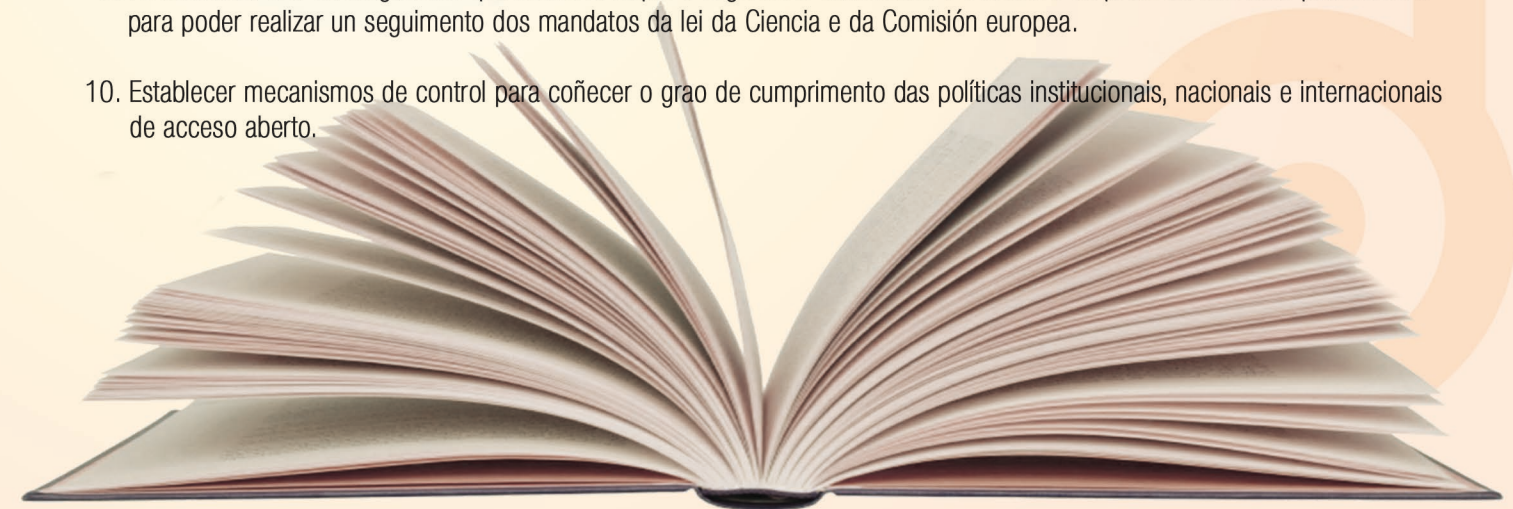 para poder realizar un seguimento dos mandatos da lei da Ciencia e da Comisión europea.
10. Establecer mecanismos de control para coñecer o grao de cumprimento das políticas institucionais, nacionais e internacionais
de acceso aberto.